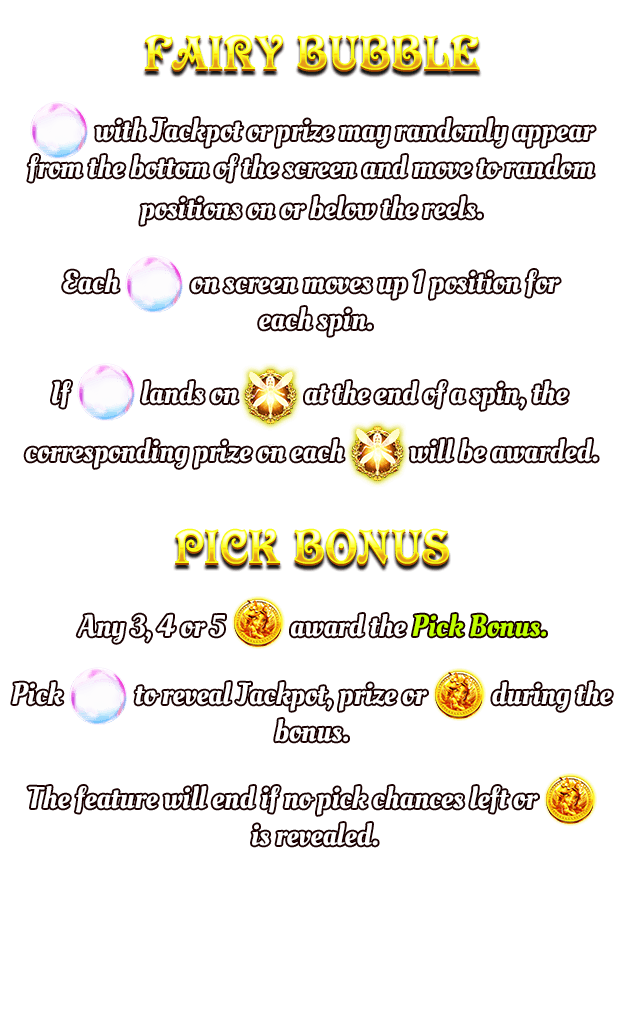 FAIRY BUBBLE
with Jackpot or prize may randomly appear
from the bottom of the screen and move to random
positions on or below the reels.
Each on screen moves up 1 position for
each spin.
If lands on at the end of a spin, the
corresponding prize on each will be awarded.
PICK BONUS
Any 3, 4 or 5 award the Pick Bonus.
Pick to reveal Jackpot, prize or during the
bonus.
The feature will end if no pick chances left or
is revealed.